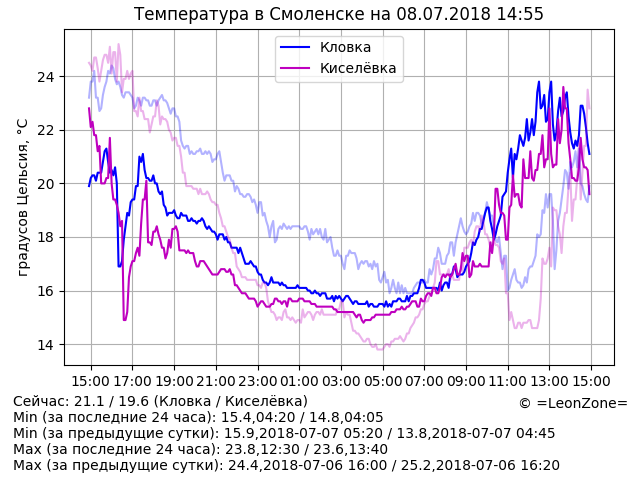 Температура в Смоленске на 08.07.2018 14:55
Кловка
Киселёвка
градусов Цельсия, °C
24
22
20
18
16
14
15:00 17:00 19:00 21:00 23:00 01:00 03:00 05:00 07:00 09:00 11:00 13:00 15:00
Сейчас: 21.1 / 19.6 (Кловка / Киселёвка)
© =LeonZone=
Min (за последние 24 часа): 15.4,04:20 / 14.8,04:05
Min (за предыдущие сутки): 15.9,2018-07-07 05:20 / 13.8,2018-07-07 04:45
Max (за последние 24 часа): 23.8,12:30 / 23.6,13:40
Max (за предыдущие сутки): 24.4,2018-07-06 16:00 / 25.2,2018-07-06 16:20